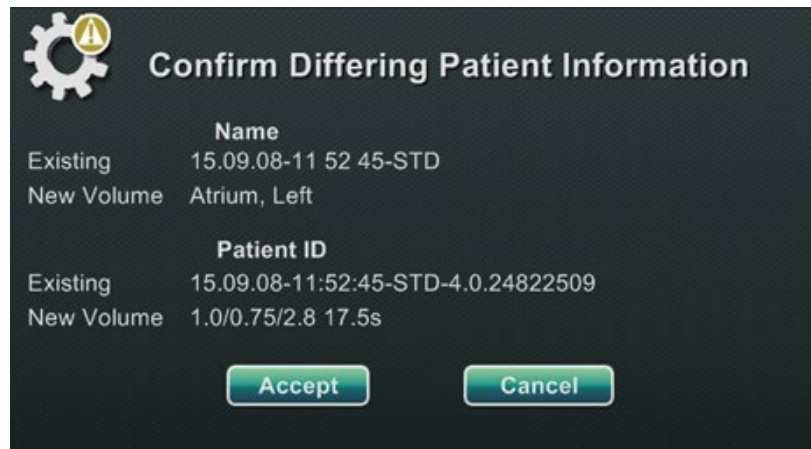 Confirm Differing Patient Information
Name
Existing 15.09.08-11 52 45-STD
New Volume Atrium, Left
Patient ID
Existing 15.09.08-11:52:45-STD-4.0.24822509
New Volume 1.0/0.75/2.8 17.5s
Accept Cancel